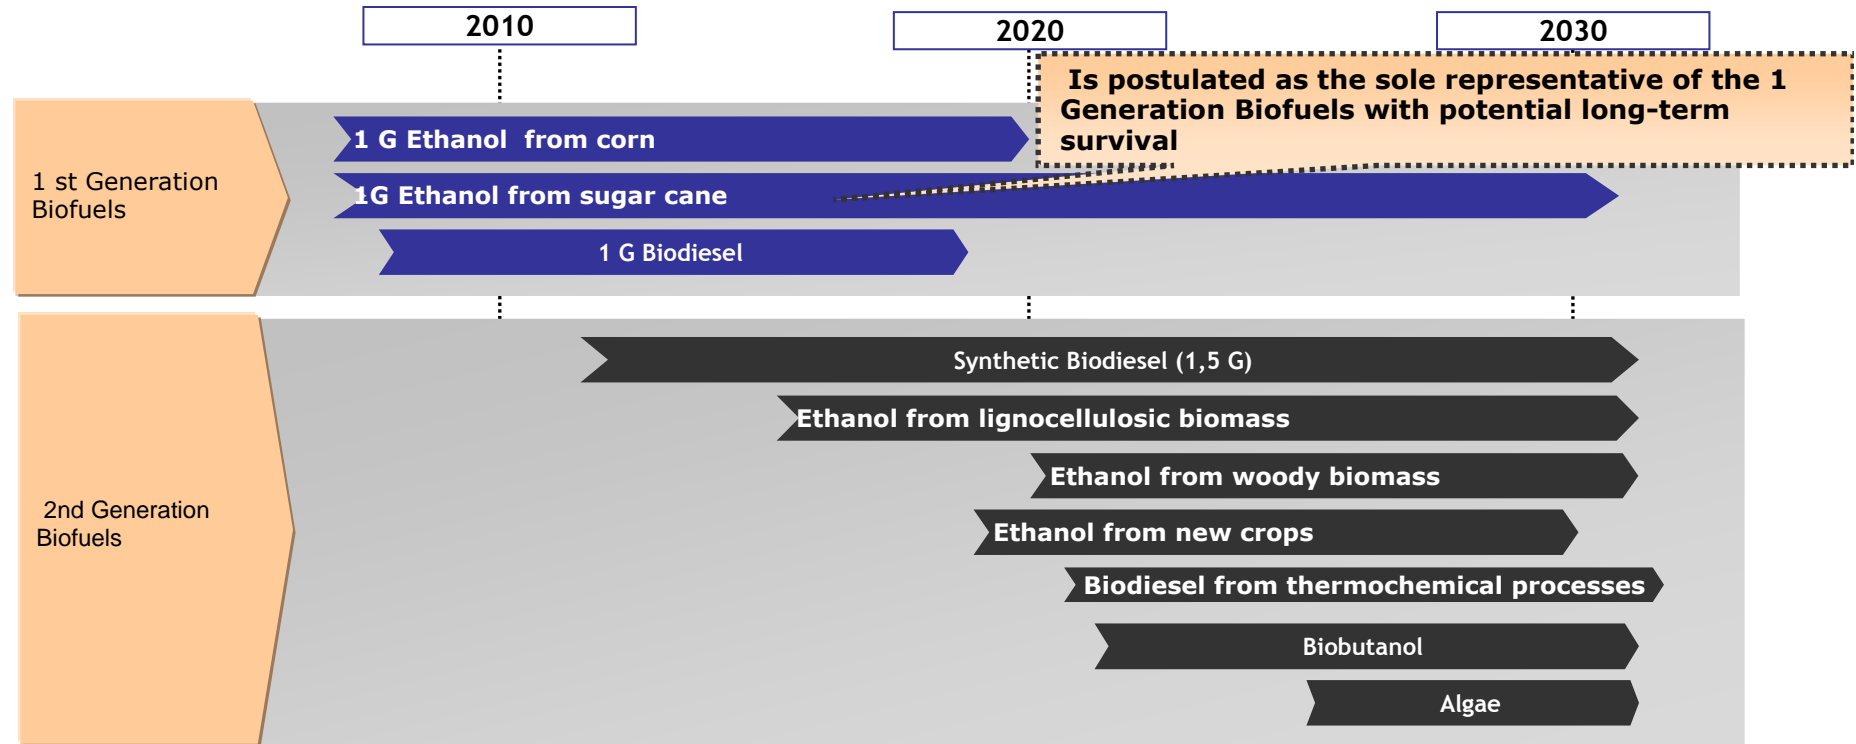 2010
2020
2030
Is postulated as the sole representative of the 1
Generation Biofuels with potential long-term
survival
1 st Generation
Biofuels
1 G Ethanol from corn
1G Ethanol from sugar cane
1 G Biodiesel
2nd Generation
Biofuels
Synthetic Biodiesel (1,5 G)
Ethanol from lignocellulosic biomass
Ethanol from woody biomass
Ethanol from new crops
Biodiesel from thermochemical processes
Biobutanol
Algae